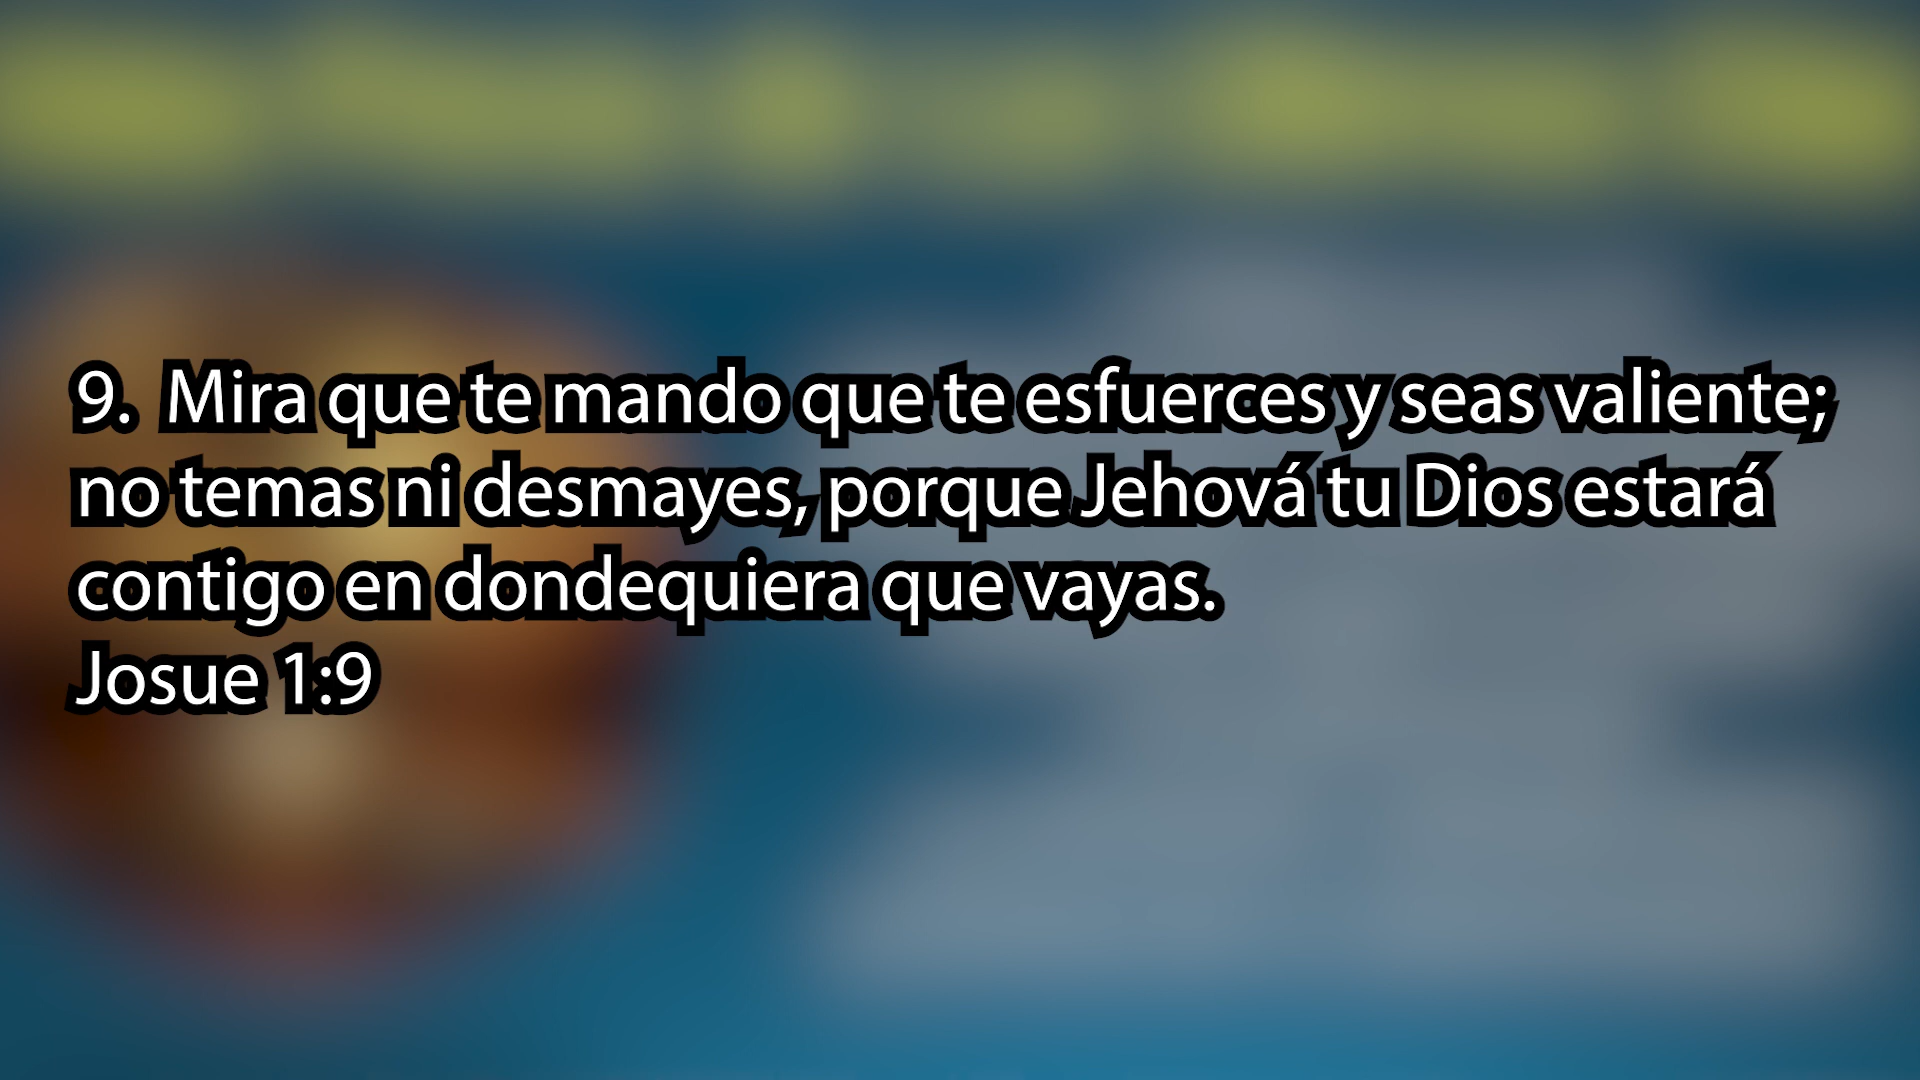 9. Mira que te mando que te esfuerces y seas valiente;
no temas ni desmayes, porque Jehová tu Dios estará
contigo en dondequiera que vayas.
Josue 1:9